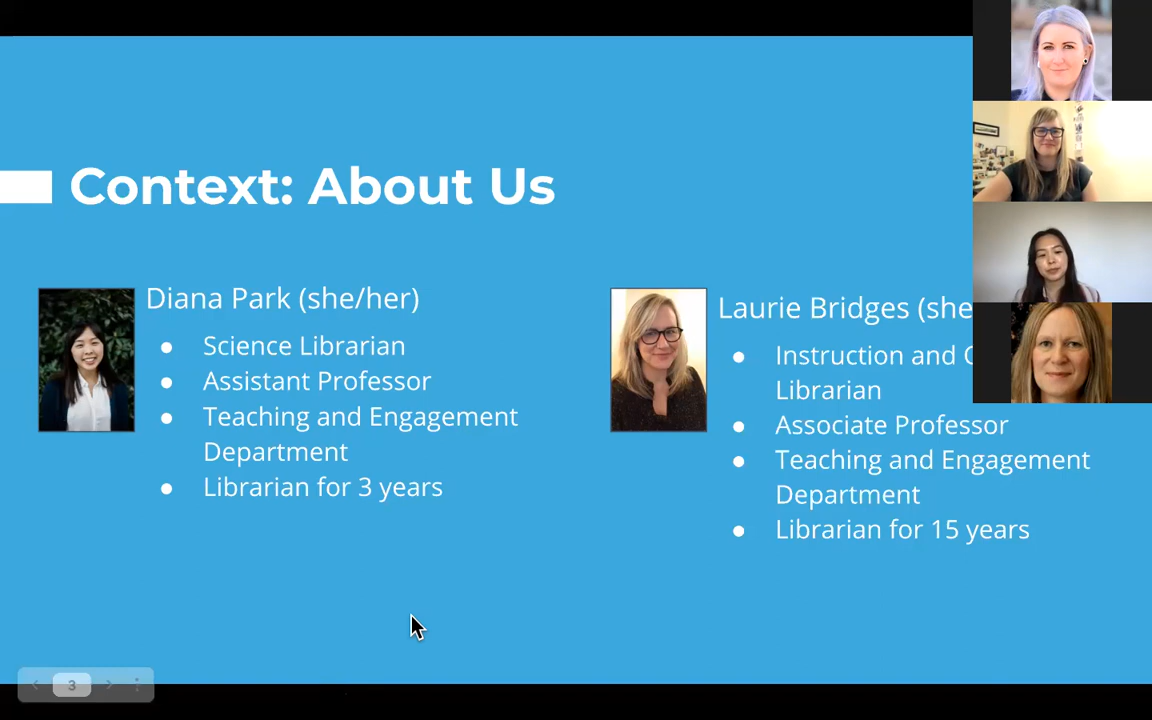 Context: About Us
Diana Park (she/her)
● Science Librarian
● Assistant Professor
● Teaching and Engagement
Department
● Librarian for 3 years
Laurie Bridges (she
● Instruction and
Librarian
● Associate Professor
● Teaching and Engagement
Department
● Librarian for 15 years
3